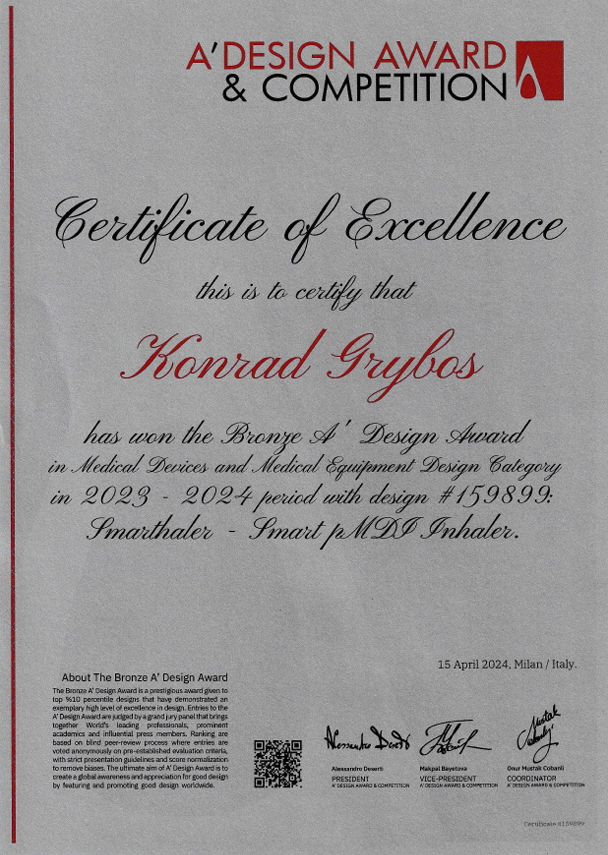 A'DESIGN AWARD
& COMPETITION
Certificate of Excellence
this is to certify that
Konrad Grybos
has won the Bronze A' Design Award
in Medical Devices and Medical Equipment Design Category
in 2023 - 2024 period with design #159899:
Smarthaler - Smart pMDI Inhaler.
15 April 2024, Milan / Italy.
About The Bronze A' Design Award
The Bronze A' Design Award is a prestigious award given to
top %10 percentile designs that have demonstrated an
exemplary high level of excellence in design. Entries to the
A' Design Award are judged by a grand jury panel that brings
together World's leading professionals, prominent
academics and influential press members. Ranking are
based on blind peer-review process where entries are
voted anonymously on pre-established evaluation criteria,
with strict presentation guidelines and score normalization
to remove biases. The ultimate aim of A' Design Award is to
create a global awareness and appreciation for good design
by featuring and promoting good design worldwide.
Alessandro Deserti
PRESIDENT
A' DESIGN AWARD & COMPETITION
Makpal Bayetova
VICE-PRESIDENT
A' DESIGN AWARD & COMPETITION
Onur Mustak Cobanli
COORDINATOR
A' DESIGN AWARD & COMPETITION
Certificate #159899